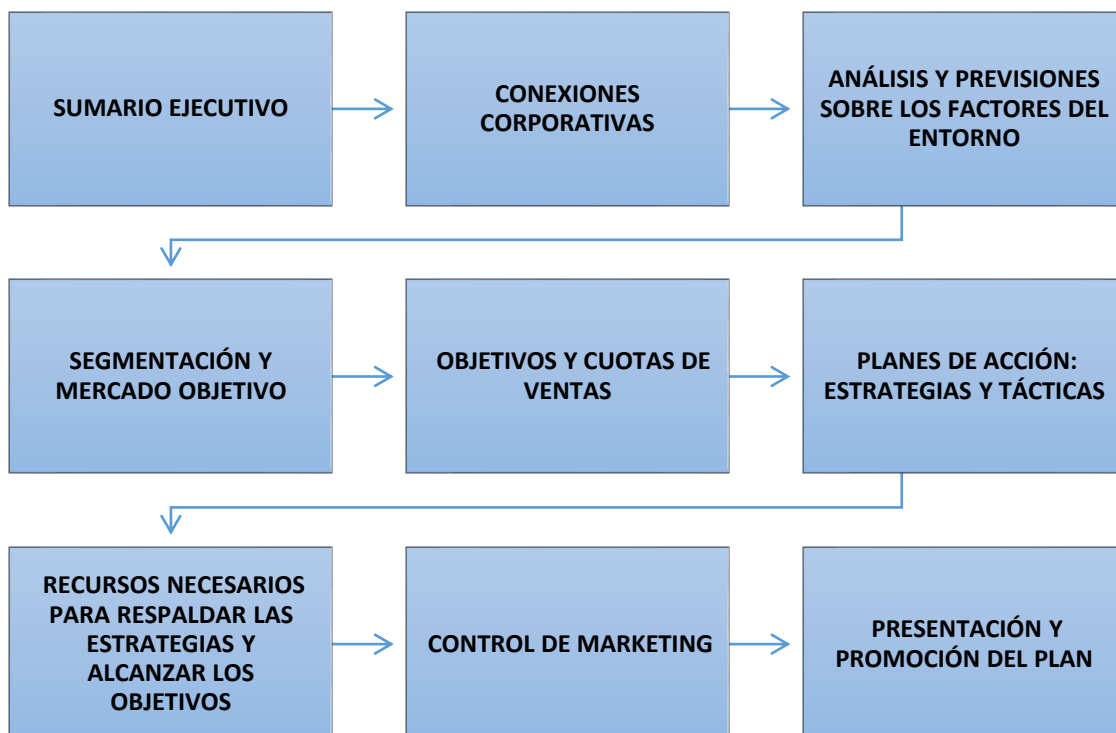 SUMARIO EJECUTIVO
CONEXIONES
CORPORATIVAS
ANÁLISIS Y PREVISIONES
SOBRE LOS FACTORES DEL
ENTORNO
SEGMENTACIÓN Y
MERCADO OBJETIVO
OBJETIVOS Y CUOTAS DE
VENTAS
PLANES DE ACCIÓN:
ESTRATEGIAS Y TÁCTICAS
RECURSOS NECESARIOS
PARA RESPALDAR LAS
ESTRATEGIAS Y
ALCANZAR LOS
OBJETIVOS
CONTROL DE MARKETING
PRESENTACIÓN Y
PROMOCIÓN DEL PLAN